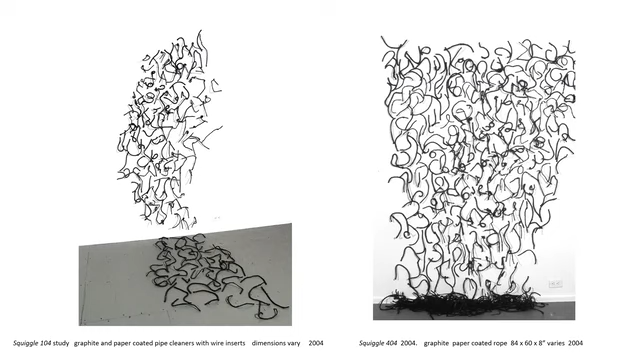 Squiggle 104 study graphite and paper coated pipe cleaners with wire inserts dimensions vary 2004
Squiggle 404 2004. graphite paper coated rope 84 x 60 x 8" varies 2004